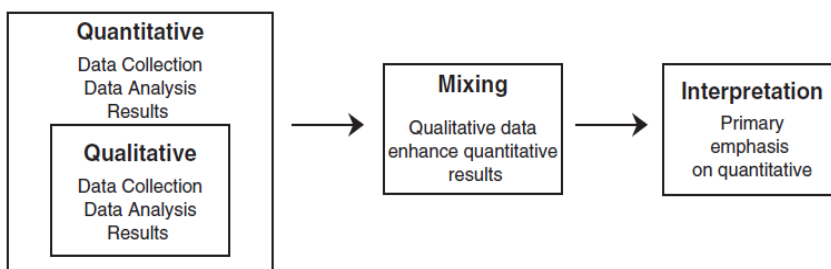 Quantitative
Data Collection
Data Analysis
Results
Qualitative
Data Collection
Data Analysis
Results
Mixing
Qualitative data
enhance quantitative
results
Interpretation
Primary
emphasis
on quantitative